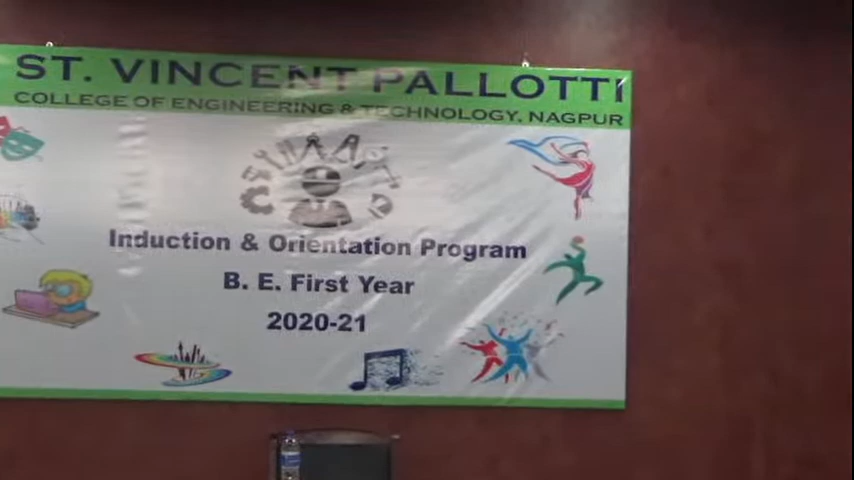 ST. VINCENT PALLOTTI
COLLEGE OF ENGINEERING & TECHNOLOGY, NAGPUR
Induction & Orientation Program
B. E. First Year
2020-21